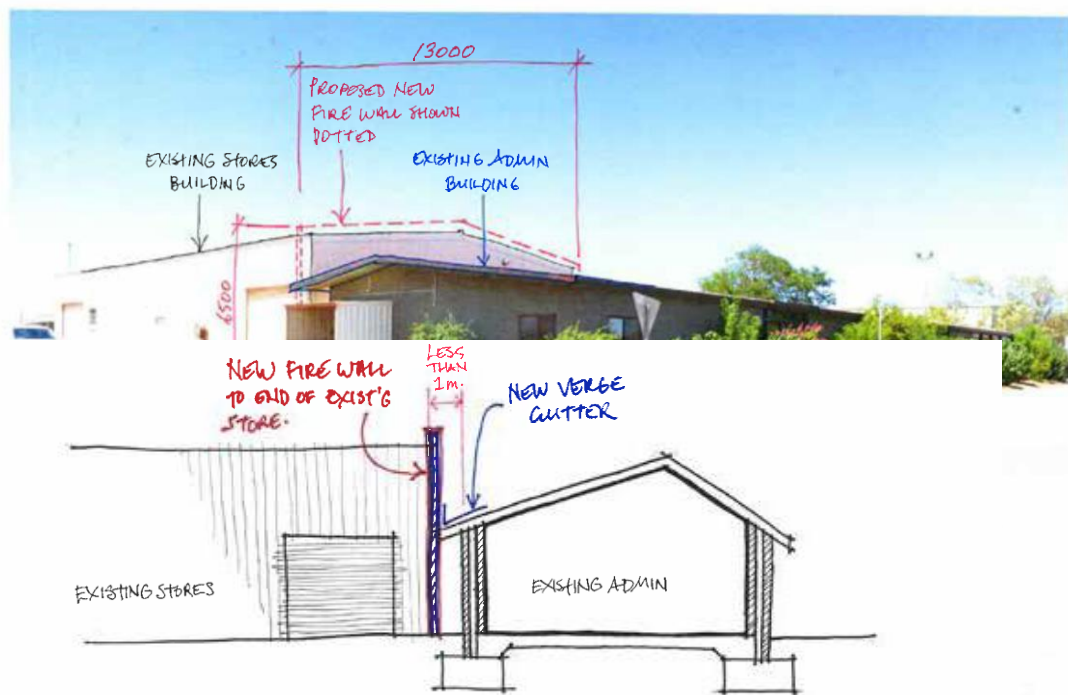 13000
PROPOSED NEW
FIRE WALL SHOWN
DOTTED
EXISTING STORES
BUILDING
EXISTING ADMIN
BUILDING
6500
LESS
THAN
1m.
NEW FIRE WALL
TO END OF EXIST'G
STORE.
NEW VERGE
GUTTER
EXISTING STORES
EXISTING ADMIN